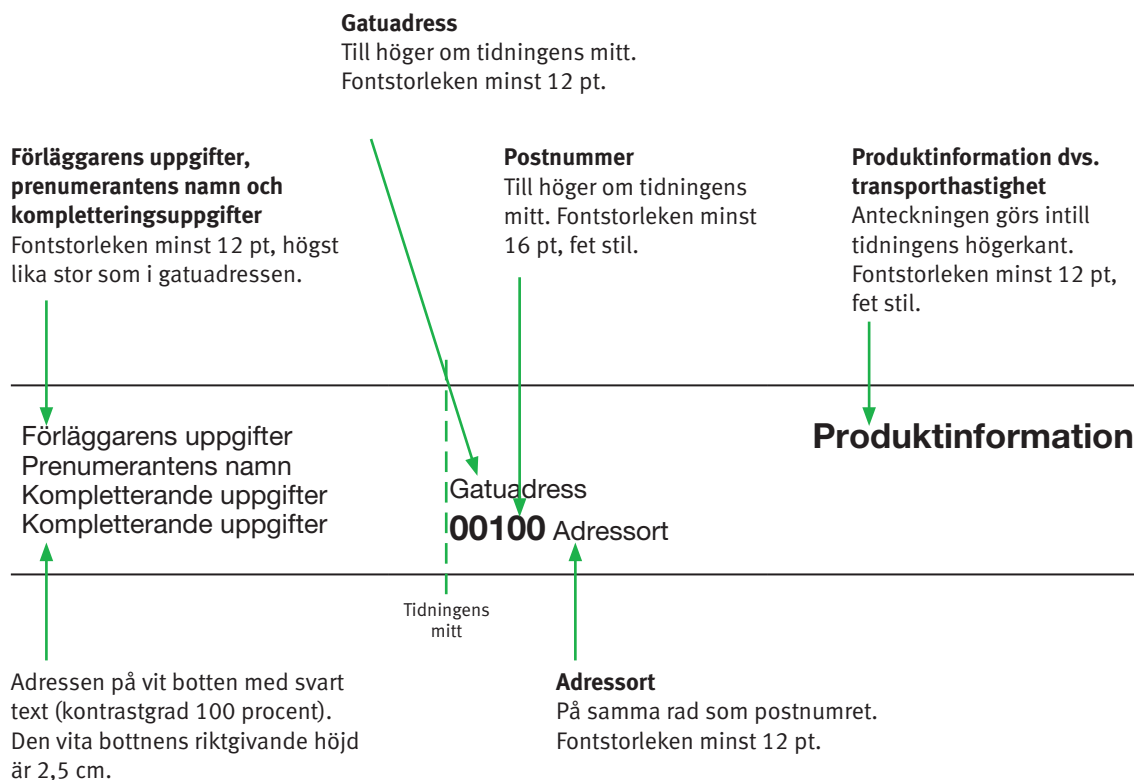 Gatuadress
Till höger om tidningens mitt.
Fontstorleken minst 12 pt.
Förläggarens uppgifter,
prenumerantens namn och
kompletteringsuppgifter
Fontstorleken minst 12 pt, högst
lika stor som i gatuadressen.
Postnummer
Till höger om tidningens
mitt. Fontstorleken minst
16 pt, fet stil.
Produktinformation dvs.
transporthastighet
Anteckningen görs intill
tidningens högerkant.
Fontstorleken minst 12 pt,
fet stil.
Förläggarens uppgifter
Prenumerantens namn
Kompletterande uppgifter
Kompletterande uppgifter
Gatuadress
00100 Adressort
Produktinformation
Tidningens
mitt
Adressen på vit botten med svart
text (kontrastgrad 100 procent).
Den vita bottnens riktgivande höjd
är 2,5 cm.
Adressort
På samma rad som postnumret.
Fontstorleken minst 12 pt.